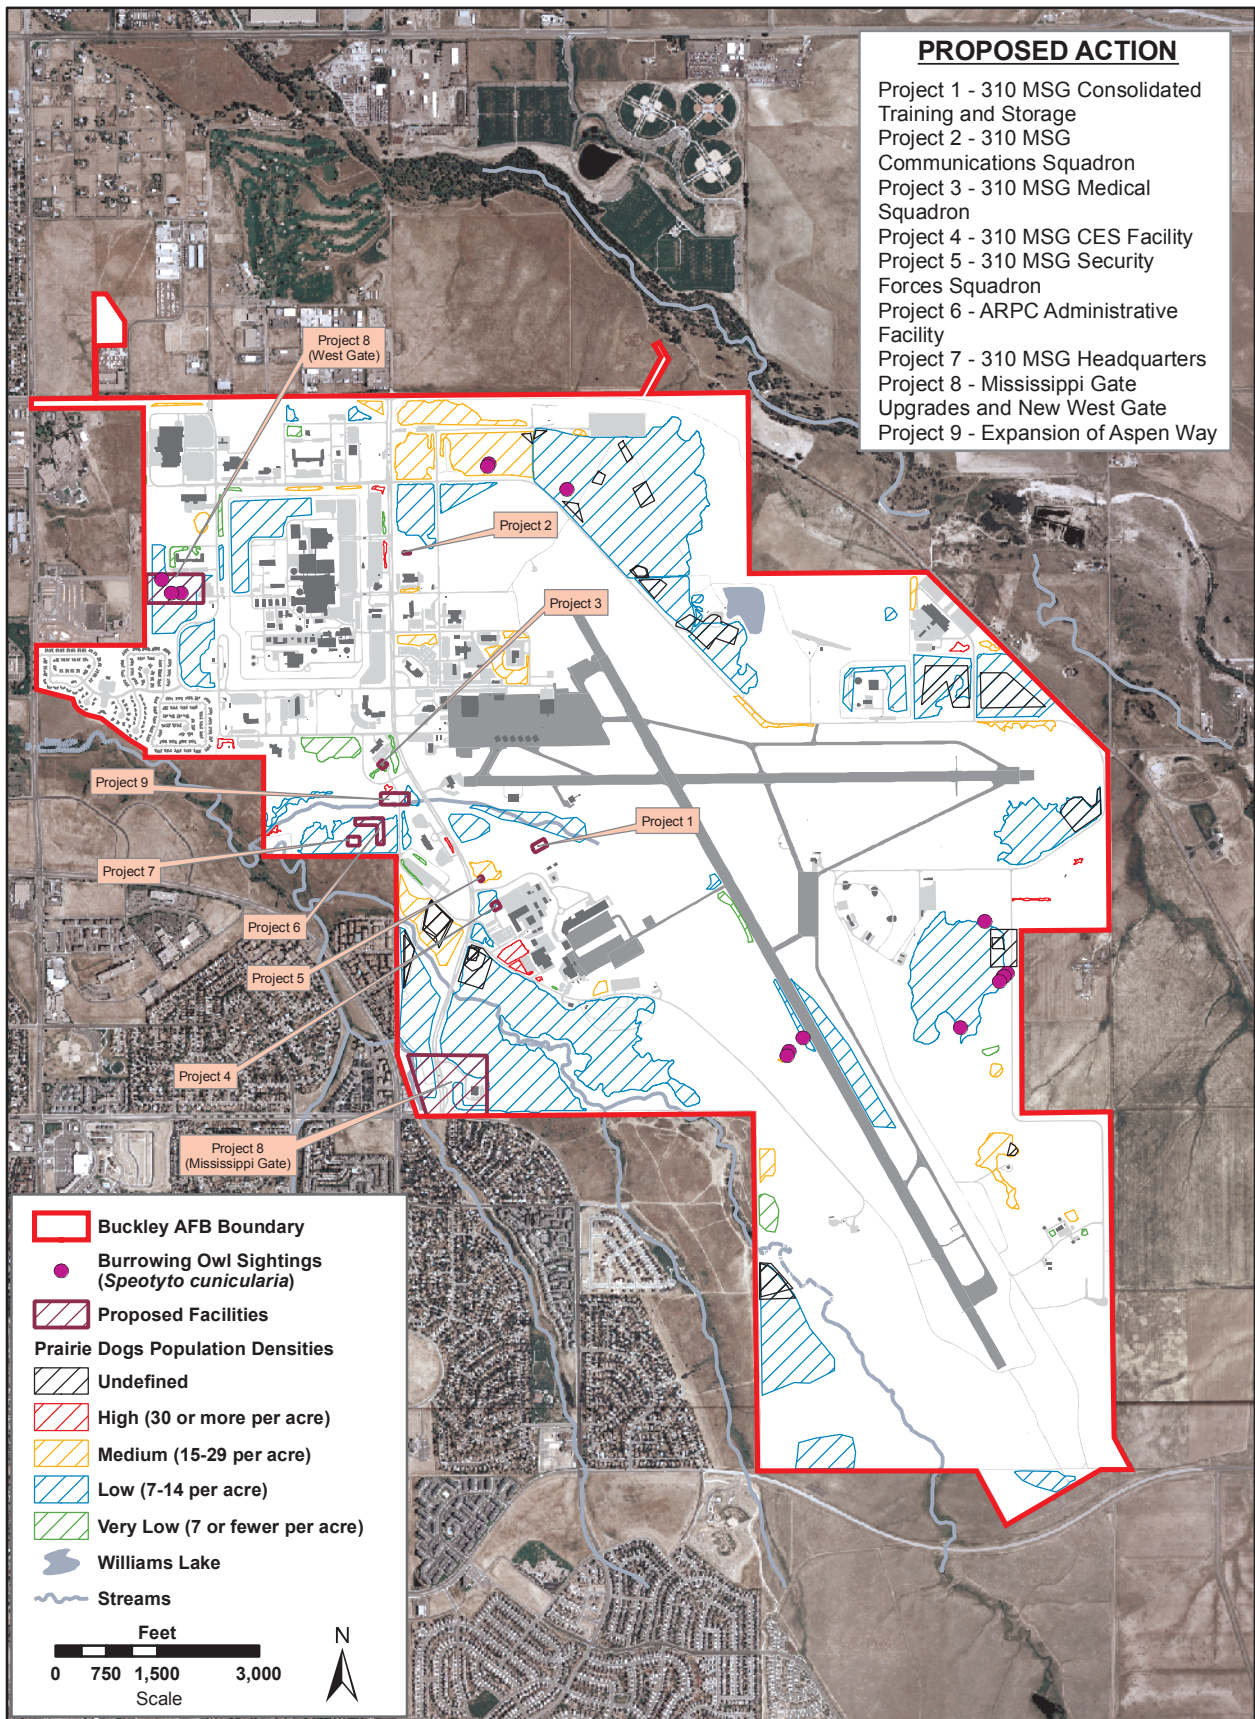 PROPOSED ACTION
Project 1 - 310 MSG Consolidated
Training and Storage
Project 2 - 310 MSG
Communications Squadron
Project 3 - 310 MSG Medical
Squadron
Project 4 - 310 MSG CES Facility
Project 5 - 310 MSG Security
Forces Squadron
Project 6 - ARPC Administrative
Facility
Project 7 - 310 MSG Headquarters
Project 8 - Mississippi Gate
Upgrades and New West Gate
Project 9 - Expansion of Aspen Way
Project 8
(West Gate)
Project 2
Project 3
Project 9
Project 1
Project 7
Project 6
Project 5
Project 4
Project 8
(Mississippi Gate)
Buckley AFB Boundary
Burrowing Owl Sightings
(Speotyto cunicularia)
Proposed Facilities
Prairie Dogs Population Densities
Undefined
High (30 or more per acre)
Medium (15-29 per acre)
Low (7-14 per acre)
Very Low (7 or fewer per acre)
Williams Lake
Streams
Feet
0 750 1,500 3,000
Scale
N